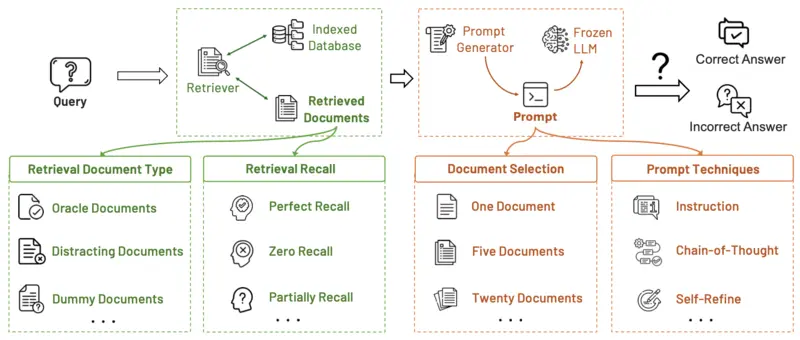 Query
Retriever
Indexed
Database
Retrieved
Documents
Prompt
Generator
Frozen
LLM
Prompt
?
Correct Answer
Incorrect Answer
Retrieval Document Type
Oracle Documents
Distracting Documents
Dummy Documents
...
Retrieval Recall
Perfect Recall
Zero Recall
Partially Recall
...
Document Selection
One Document
Five Documents
Twenty Documents
...
Prompt Techniques
Instruction
Chain-of-Thought
Self-Refine
...